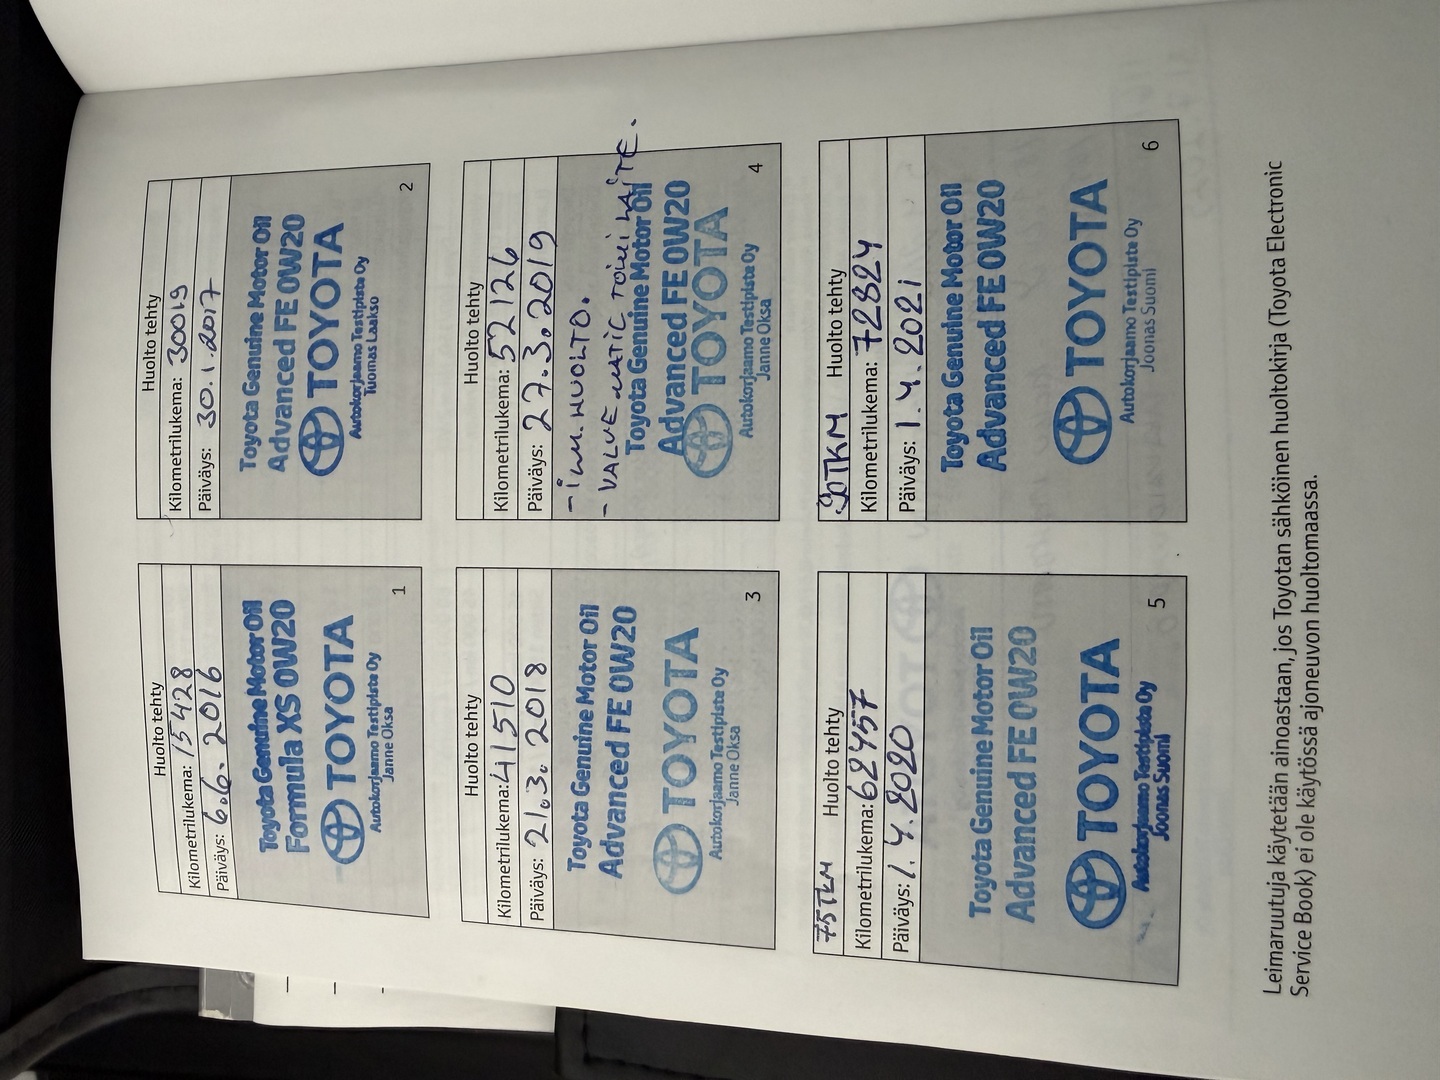 Huolto tehty
Kilometrilukema: 15428
Päiväys: 6.6.2016
Toyota Genuine Motor Oil
Formula XS 0W20
TOYOTA
Autokorjaamo Testipiste Oy
Janne Oksa
1
Huolto tehty
Kilometrilukema: 30019
Päiväys: 30.1.2017
Toyota Genuine Motor Oil
Advanced FE 0W20
TOYOTA
Autokorjaamo Testipiste Oy
Tuomas Laakso
2
Huolto tehty
Kilometrilukema: 41510
Päiväys: 21.3.2018
Toyota Genuine Motor Oil
Advanced FE 0W20
TOYOTA
Autokorjaamo Testipiste Oy
Janne Oksa
3
Huolto tehty
Kilometrilukema: 52126
Päiväys: 27.3.2019
- ILM. HUOLTO.
- VALVEMATIC TOIMILAITE.
Toyota Genuine Motor Oil
Advanced FE 0W20
TOYOTA
Autokorjaamo Testipiste Oy
Janne Oksa
4
75TKM Huolto tehty
Kilometrilukema: 62457
Päiväys: 1.4.2020
Toyota Genuine Motor Oil
Advanced FE 0W20
TOYOTA
Autokorjaamo Testipiste Oy
Joonas Suomi
5
Huolto tehty
Kilometrilukema: 72824
Päiväys: 1.4.2021
Toyota Genuine Motor Oil
Advanced FE 0W20
TOYOTA
Autokorjaamo Testipiste Oy
Joonas Suomi
6
Leimaruutuja käytetään ainoastaan, jos Toyotan sähköinen huoltokirja (Toyota Electronic
Service Book) ei ole käytössä ajoneuvon huoltomaassa.